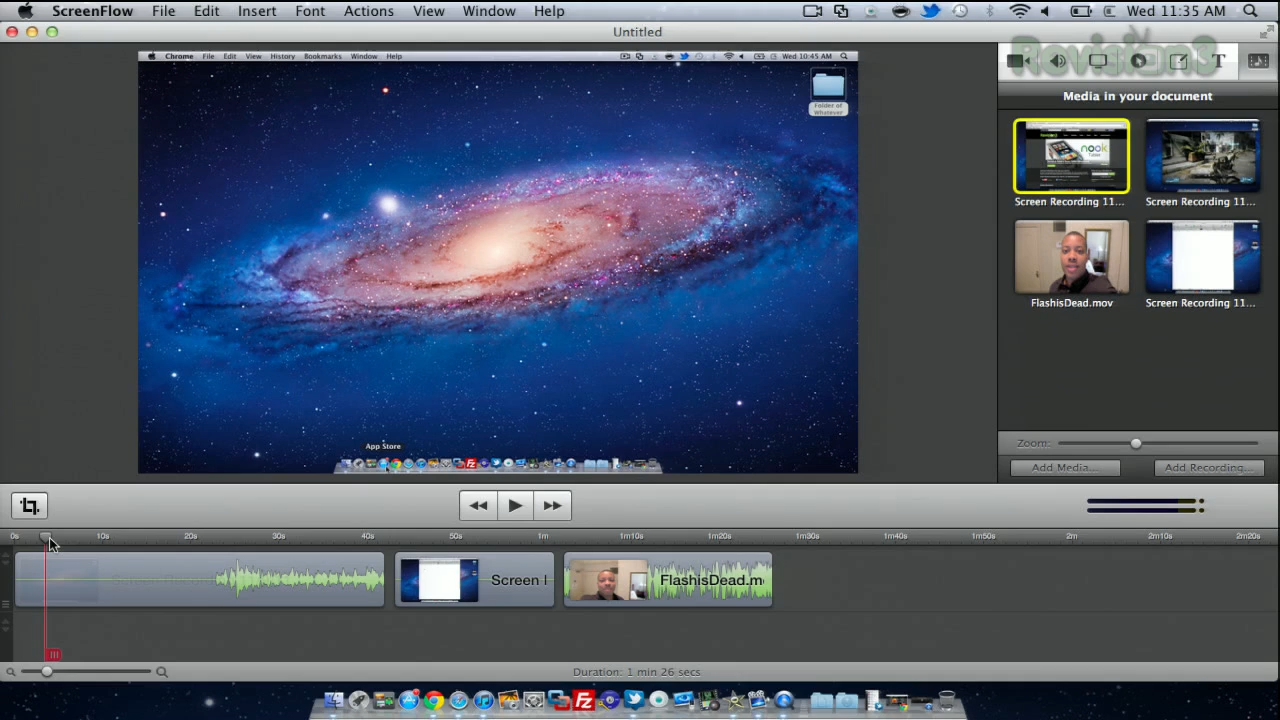 ScreenFlow File Edit Insert Font Actions View Window Help Wed 11:35 AM
Untitled
Revision3
Chrome File Edit View History Bookmarks Window Help Wed 10:45 AM
Folder of
Whatever
App Store
Media in your document
nook
Screen Recording 11...
Screen Recording 11...
FlashisDead.mov
Screen Recording 11...
Zoom:
Add Media...
Add Recording...
0s 10s 20s 30s 40s 50s 1m 1m10s 1m20s 1m30s 1m40s 1m50s 2m 2m10s 2m20s
Screen
FlashisDead.m
Duration: 1 min 26 secs